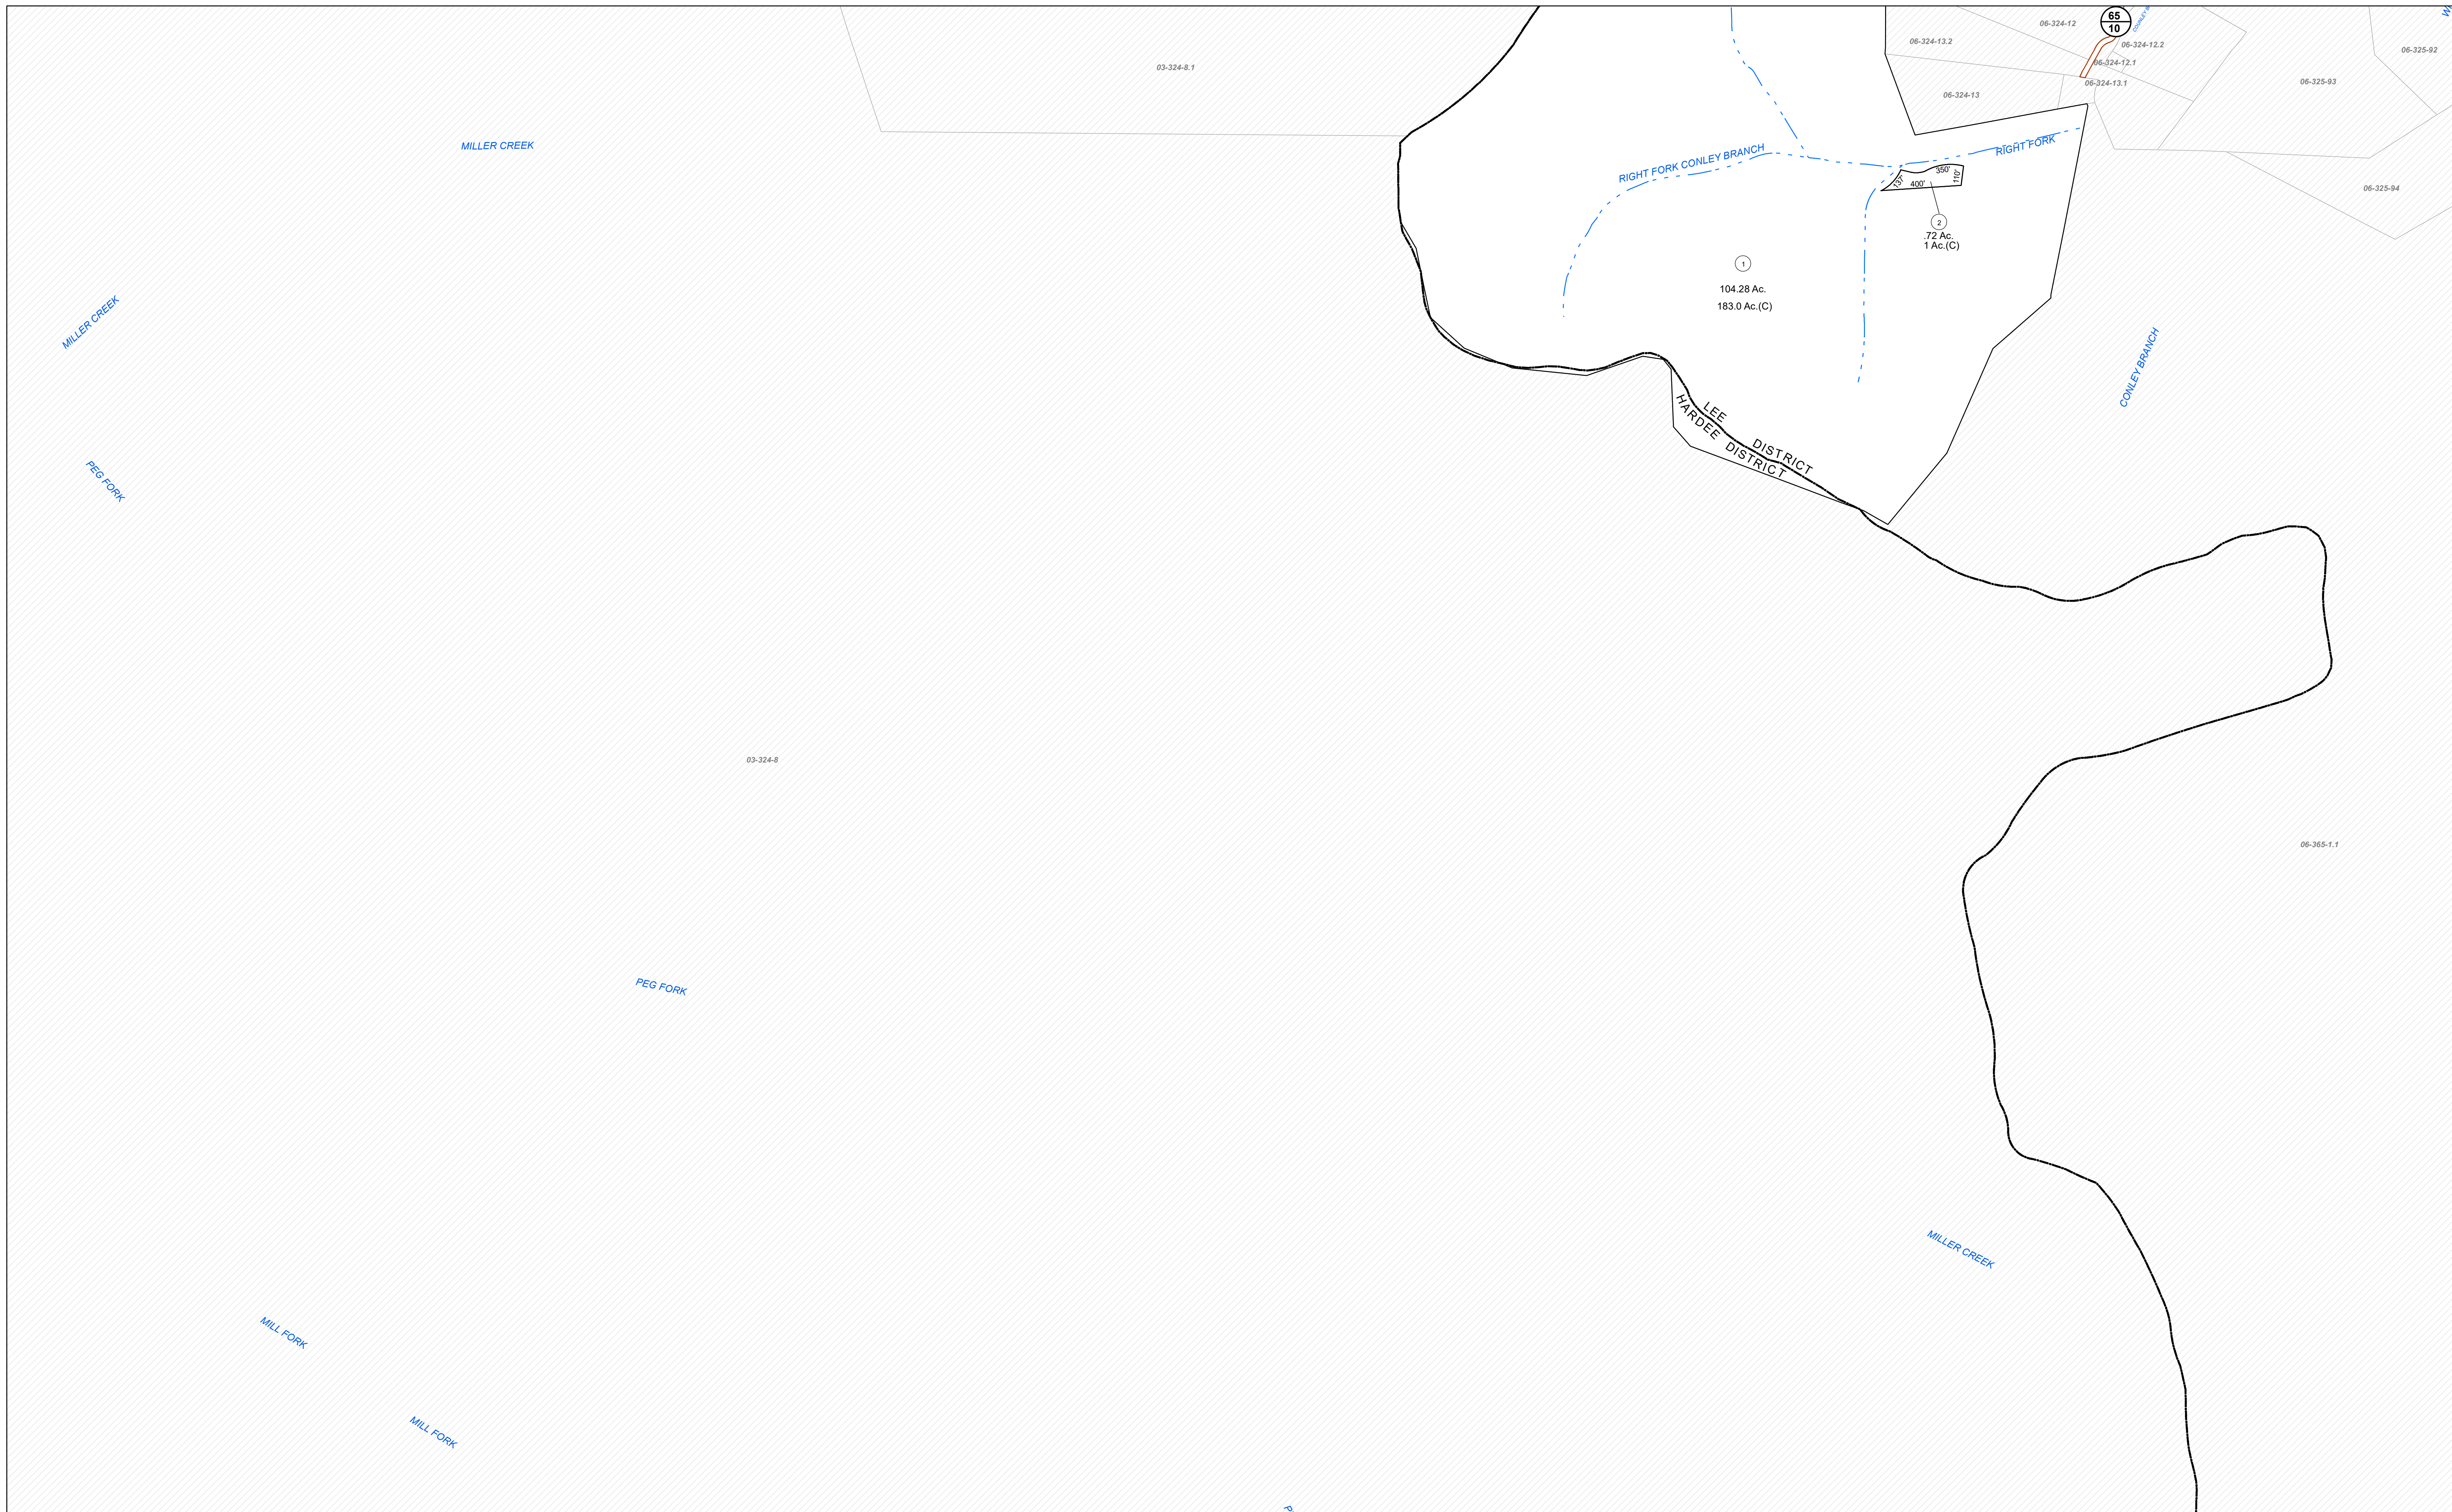 65
10
06-324-12
06-324-13.2
06-324-12.2
06-325-92
06-324-12.1
03-324-8.1
06-325-93
06-324-13.1
06-324-13
MILLER CREEK
RIGHT FORK CONLEY BRANCH
RIGHT FORK
350'
110'
137'
400'
06-325-94
2
.72 Ac.
1 Ac.(C)
1
104.28 Ac.
183.0 Ac.(C)
MILLER CREEK
CONLEY BRANCH
LEE DISTRICT
HARDEE DISTRICT
PEG FORK
03-324-8
06-365-1.1
PEG FORK
MILLER CREEK
MILL FORK
MILL FORK